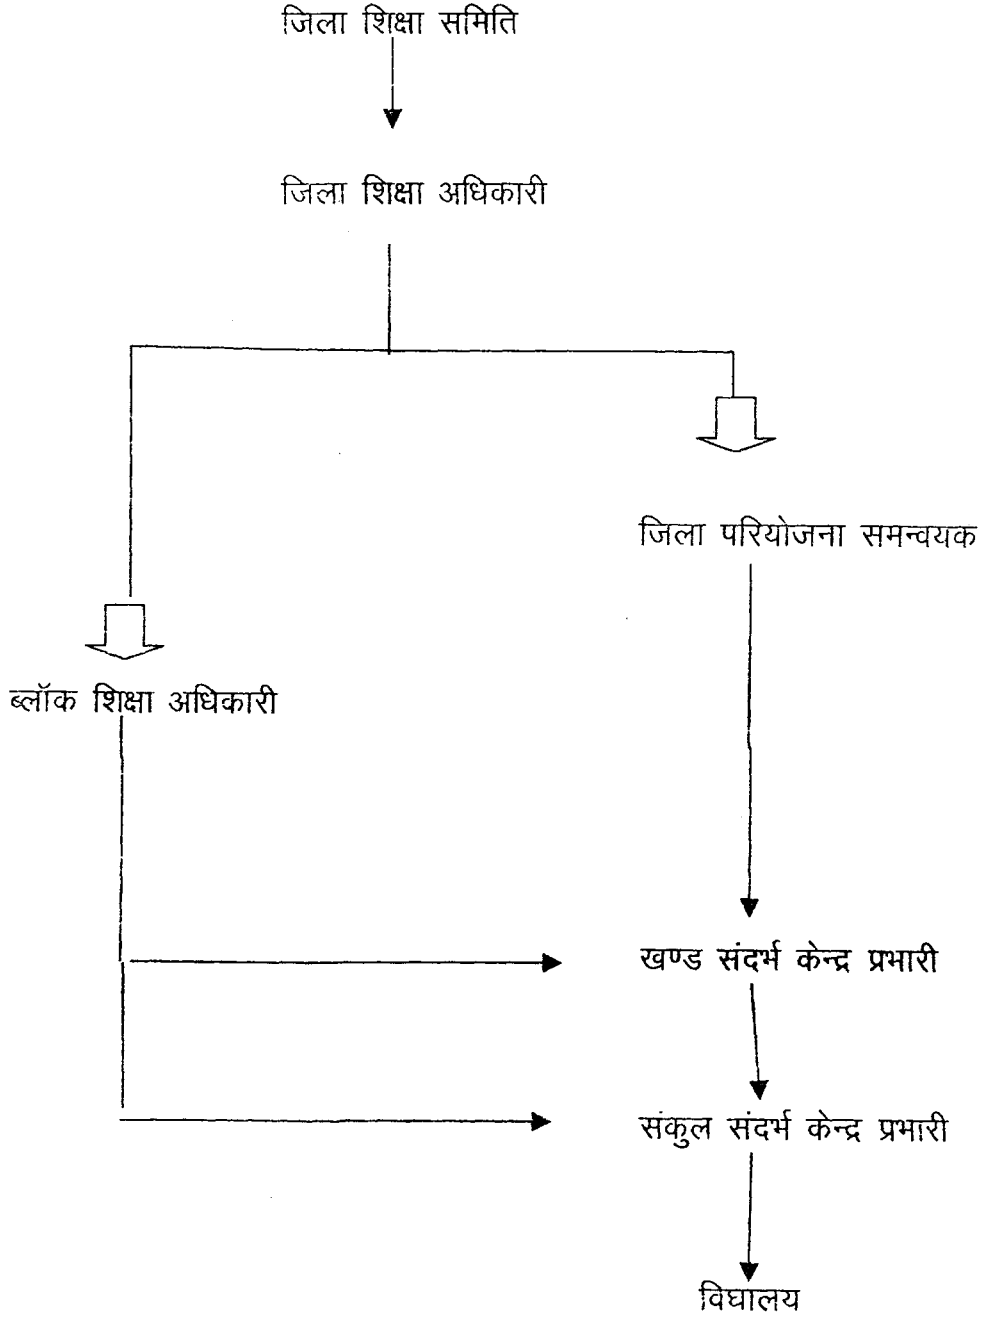 जिला शिक्षा समिति
जिला शिक्षा अधिकारी
जिला परियोजना समन्वयक
ब्लॉक शिक्षा अधिकारी
खण्ड संदर्भ केन्द्र प्रभारी
संकुल संदर्भ केन्द्र प्रभारी
विघालय